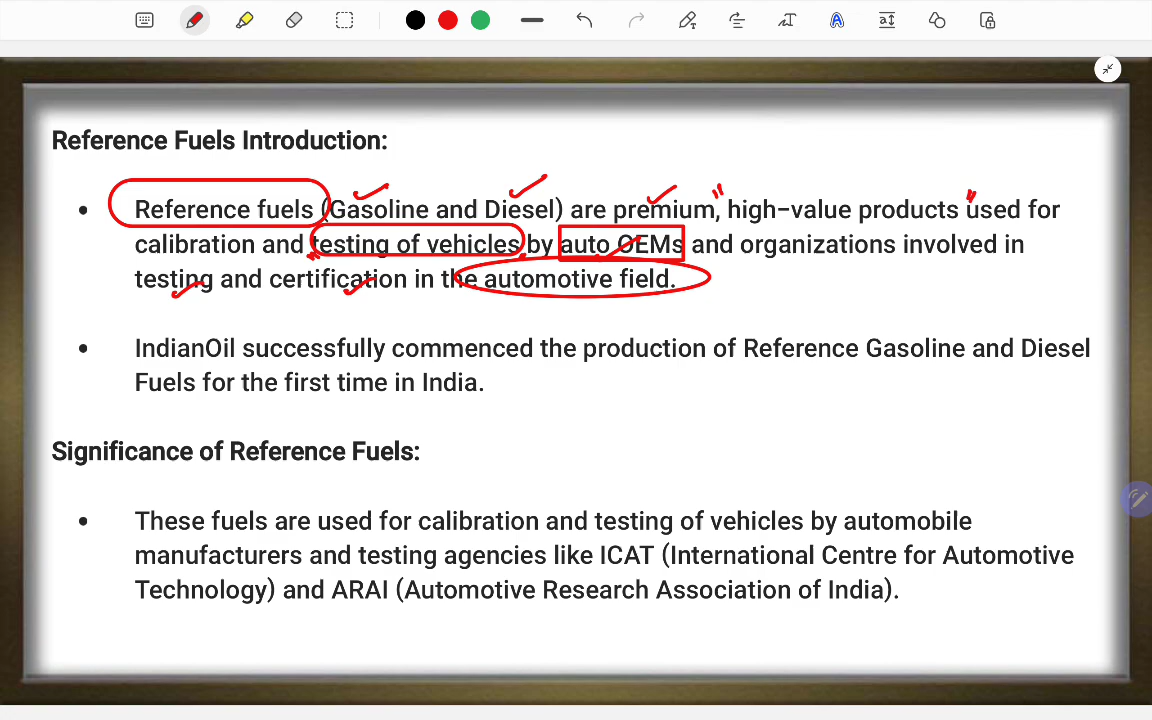 Reference Fuels Introduction:
• Reference fuels (Gasoline and Diesel) are premium, high-value products used for
calibration and testing of vehicles by auto OEMs and organizations involved in
testing and certification in the automotive field.
• IndianOil successfully commenced the production of Reference Gasoline and Diesel
Fuels for the first time in India.
Significance of Reference Fuels:
• These fuels are used for calibration and testing of vehicles by automobile
manufacturers and testing agencies like ICAT (International Centre for Automotive
Technology) and ARAI (Automotive Research Association of India).